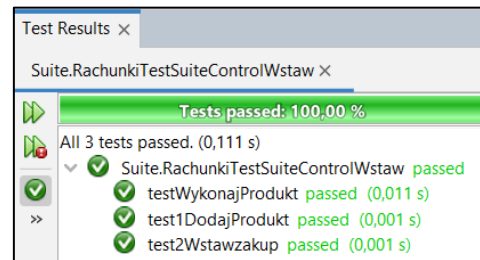 Test Results ×
Suite.RachunkiTestSuiteControlWstaw ×
Tests passed: 100,00 %
All 3 tests passed. (0,111 s)
Suite.RachunkiTestSuiteControlWstaw passed
testWykonajProdukt passed (0,011 s)
test1DodajProdukt passed (0,001 s)
test2Wstawzakup passed (0,001 s)
»